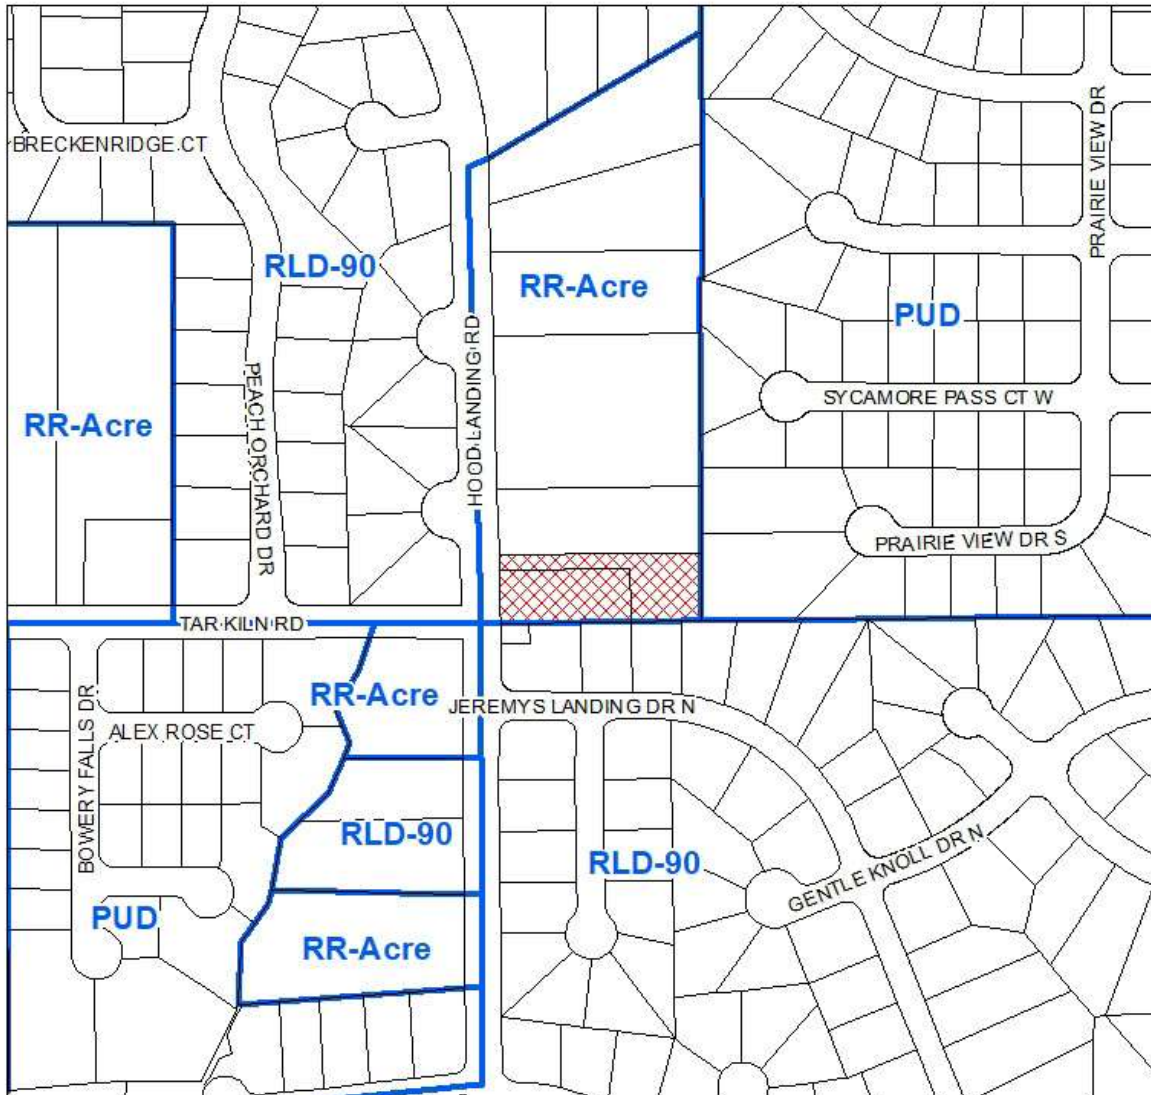 BRECKENRIDGE CT
PRAIRIE VIEW DR
RLD-90
RR-Acre
PUD
HOOD LANDING RD
PEACH ORCHARD DR
SYCAMORE PASS CT W
RR-Acre
PRAIRIE VIEW DR S
TAR KILN RD
RR-Acre
JEREMYS LANDING DR N
ALEX ROSE CT
BOWERY FALLS DR
RLD-90
RLD-90
GENTLE KNOLL DR N
PUD
RR-Acre